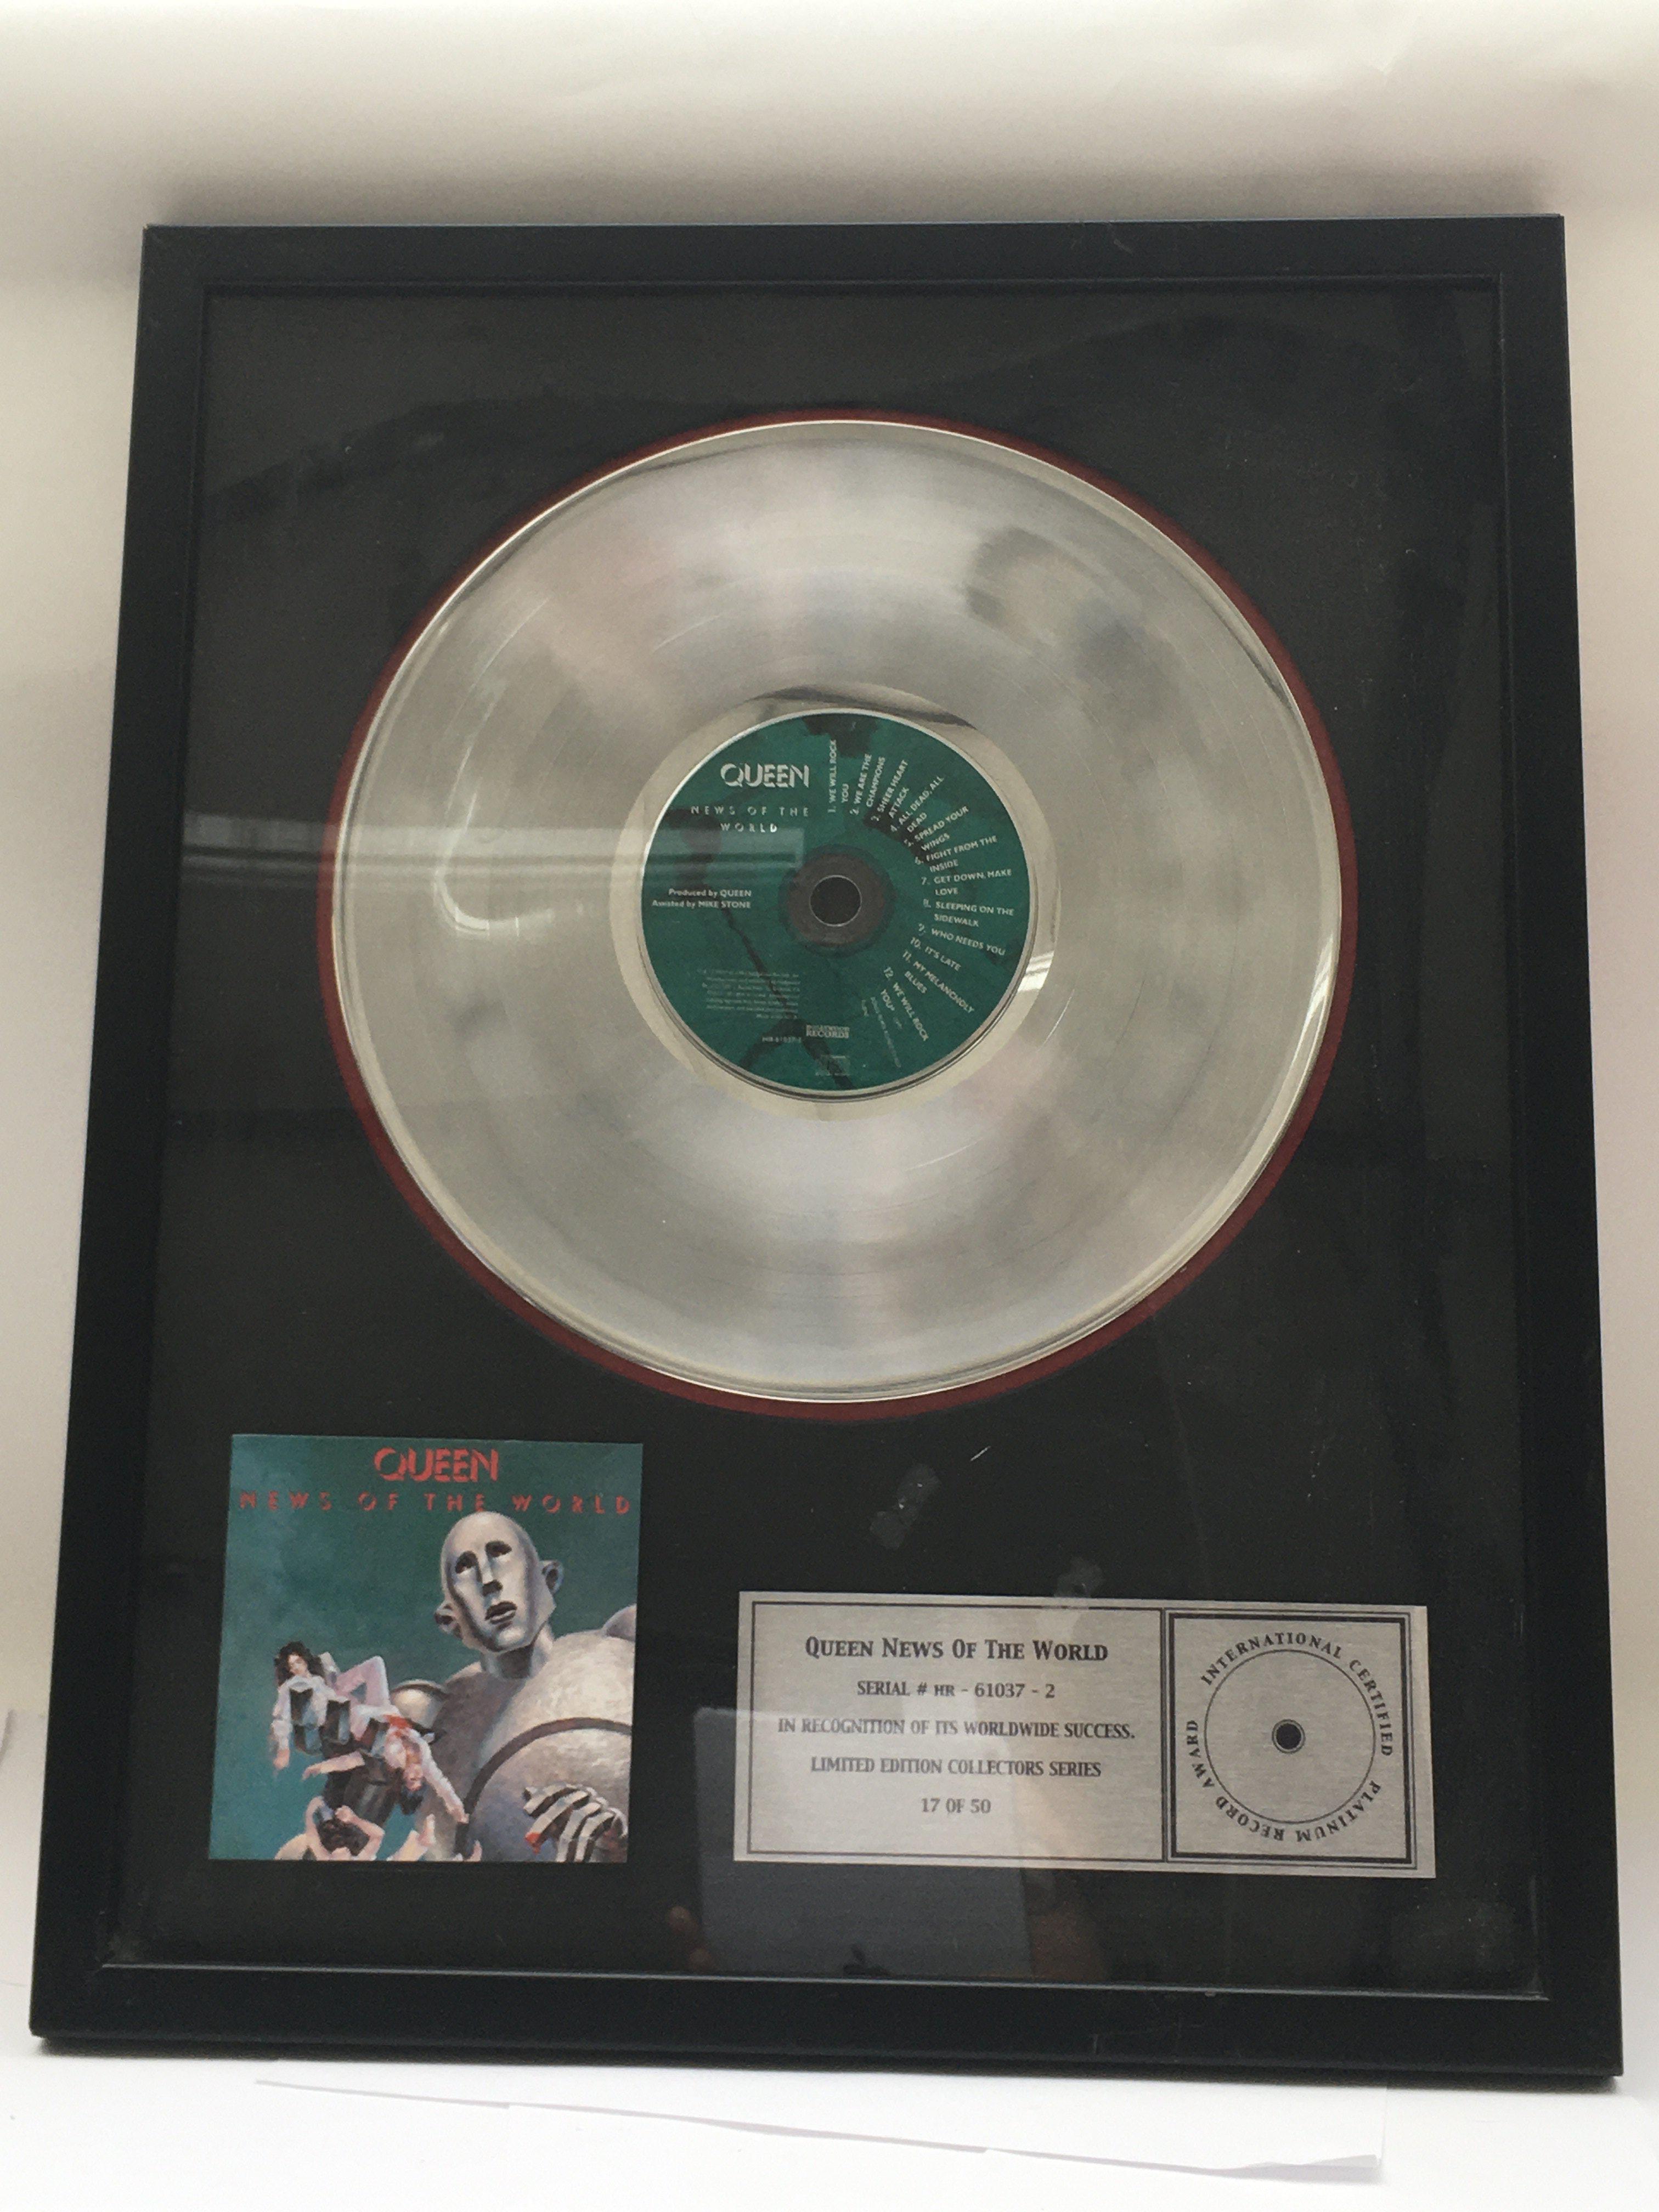 QUEEN
NEWS OF THE
WORLD
Produced by QUEEN
Assisted by MIKE STONE
1. WE WILL ROCK
YOU
2. WE ARE THE
CHAMPIONS
3. SHEER HEART
ATTACK
4. ALL DEAD, ALL
DEAD
5. SPREAD YOUR
WINGS
6. FIGHT FROM THE
INSIDE
7. GET DOWN, MAKE
LOVE
8. SLEEPING ON THE
SIDEWALK
9. WHO NEEDS YOU
10. IT'S LATE
11. MY MELANCHOLY
BLUES
12. WE WILL ROCK
YOU*
HOLLYWOOD
RECORDS
HR-61037-2
QUEEN
NEWS OF THE WORLD
QUEEN NEWS OF THE WORLD
SERIAL # HR - 61037 - 2
IN RECOGNITION OF ITS WORLDWIDE SUCCESS.
LIMITED EDITION COLLECTORS SERIES
17 OF 50
INTERNATIONAL CERTIFIED PLATINUM RECORD AWARD